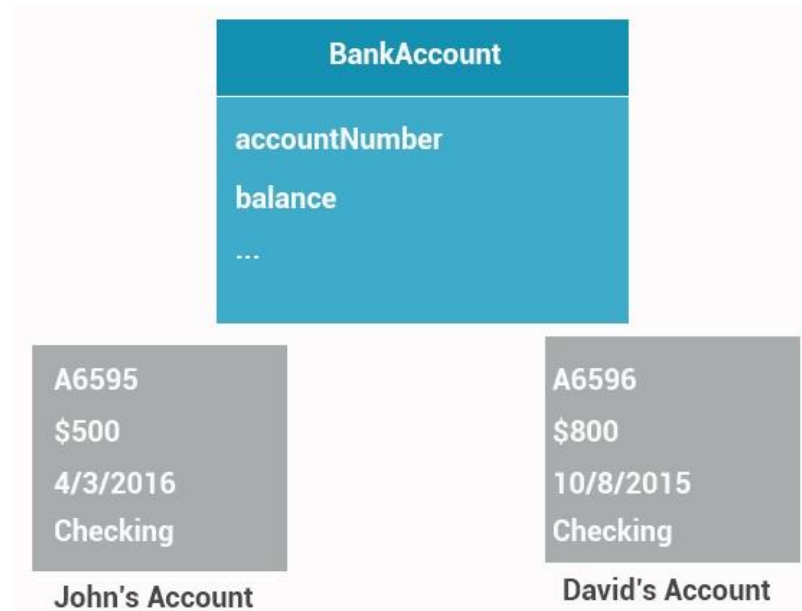 BankAccount
accountNumber
balance
...
A6595
$500
4/3/2016
Checking
John's Account
A6596
$800
10/8/2015
Checking
David's Account